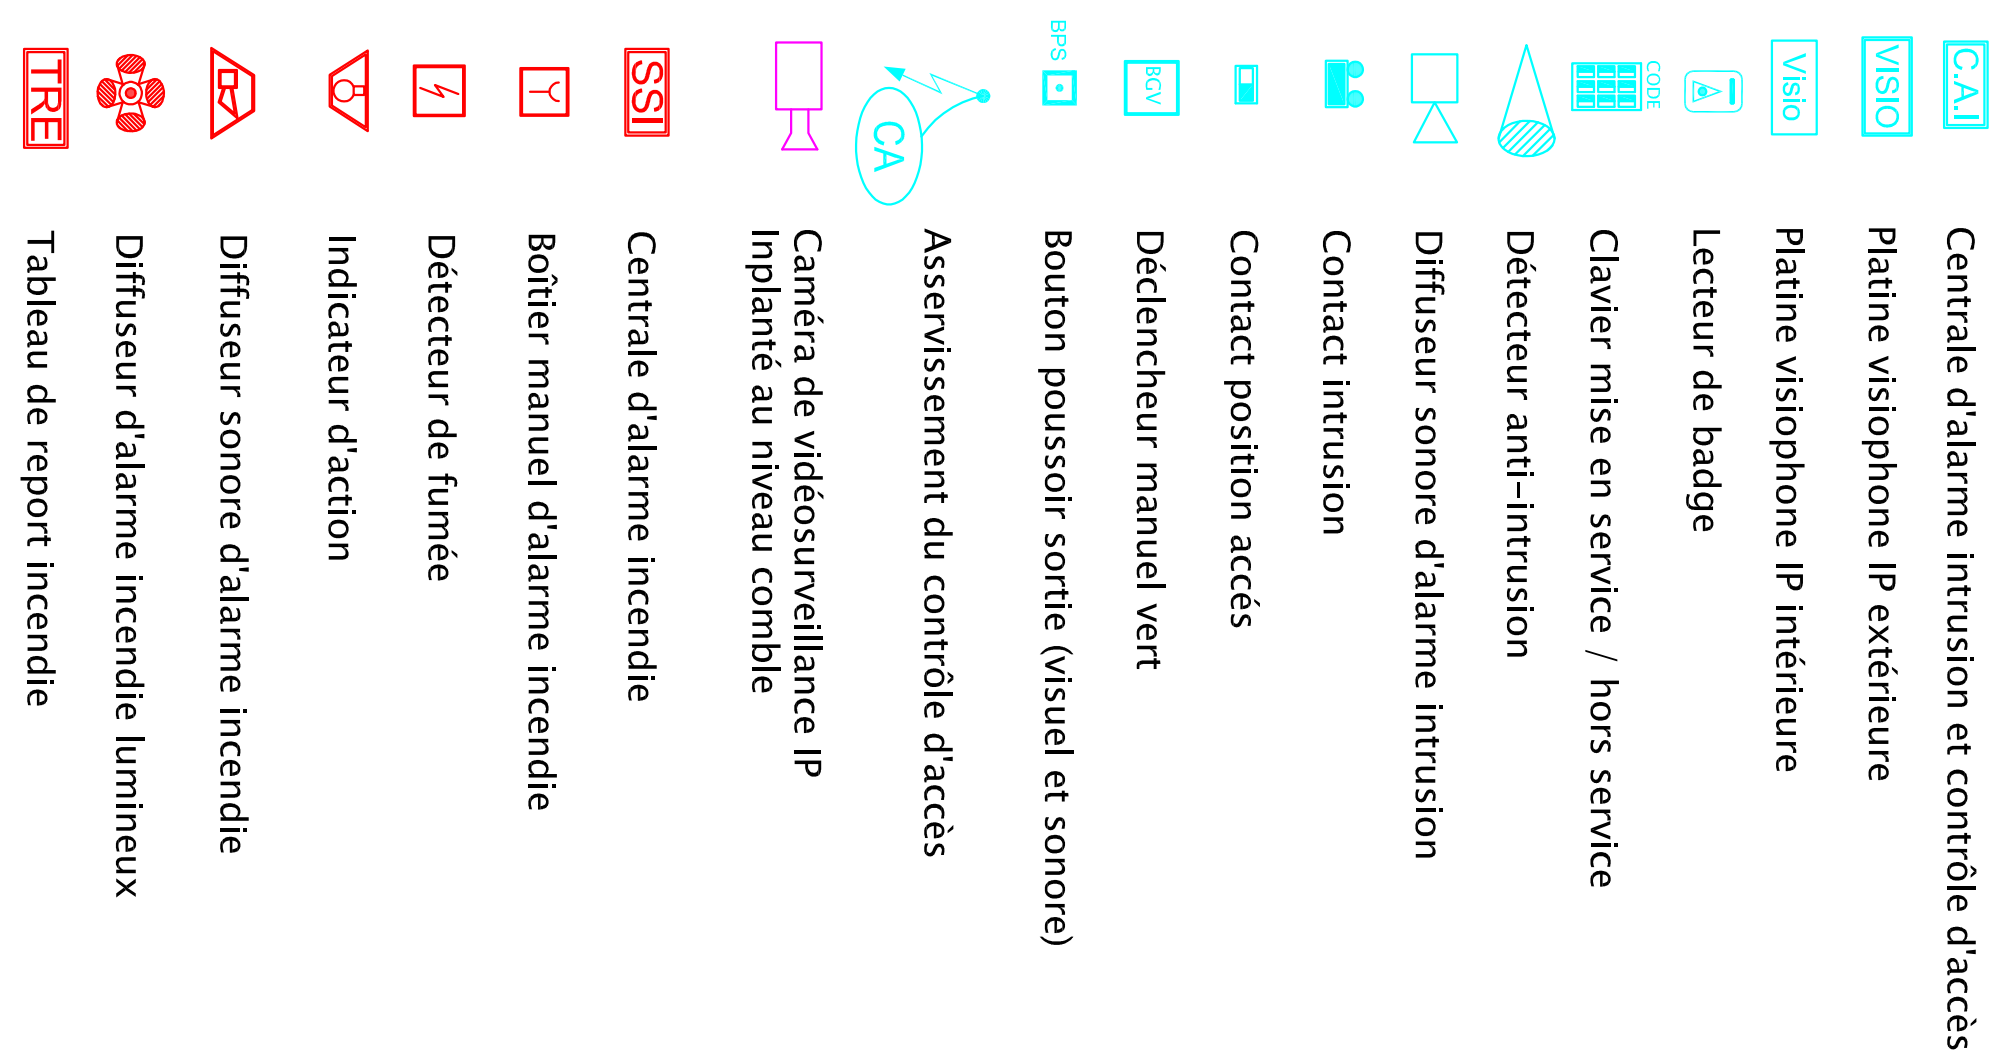 C.A.I Centrale d'alarme intrusion et contrôle d'accès
VISIO Platine visiophone IP extérieure
Visio Platine visiophone IP intérieure
Lecteur de badge
CODE Clavier mise en service / hors service
Détecteur anti-intrusion
Diffuseur sonore d'alarme intrusion
Contact intrusion
Contact position accés
BGV Déclencheur manuel vert
BPS Bouton poussoir sortie (visuel et sonore)
CA Asservissement du contrôle d'accès
Caméra de vidéosurveillance IP
Inplanté au niveau comble
SSI Centrale d'alarme incendie
Boîtier manuel d'alarme incendie
Détecteur de fumée
Indicateur d'action
Diffuseur sonore d'alarme incendie
Diffuseur d'alarme incendie lumineux
TRE Tableau de report incendie